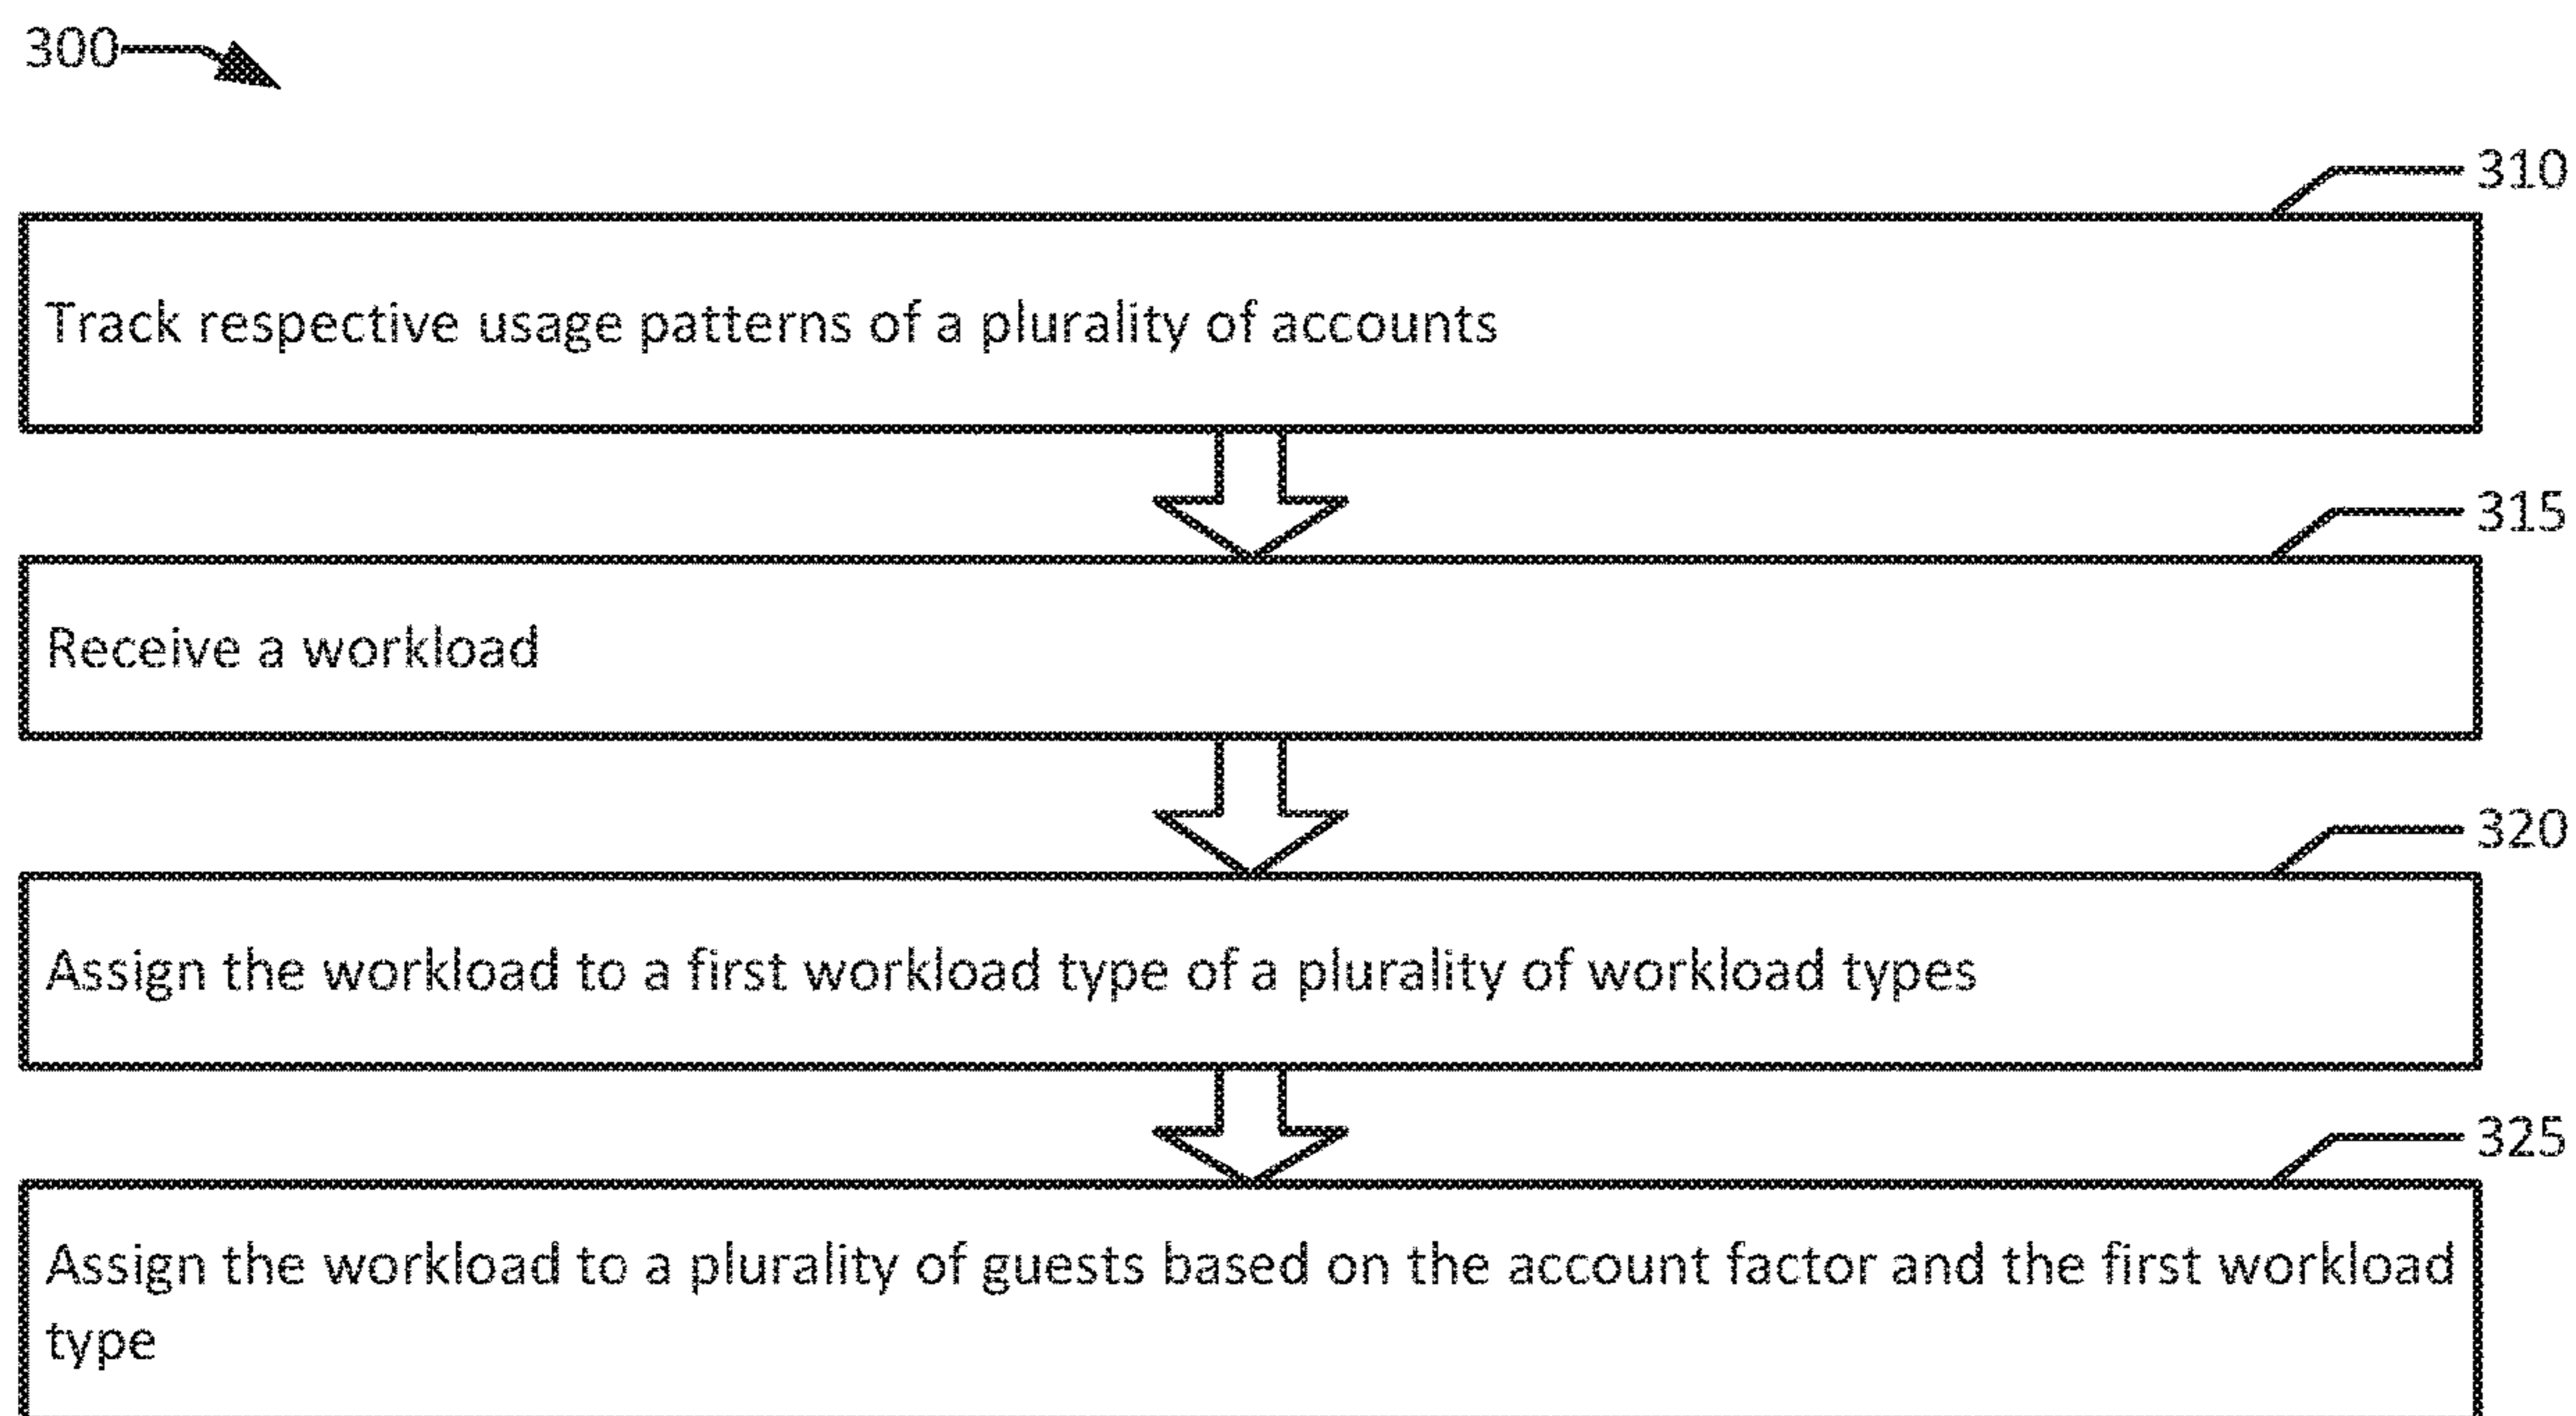 300
310
Track respective usage patterns of a plurality of accounts
315
Receive a workload
320
Assign the workload to a first workload type of a plurality of workload types
325
Assign the workload to a plurality of guests based on the account factor and the first workload
type